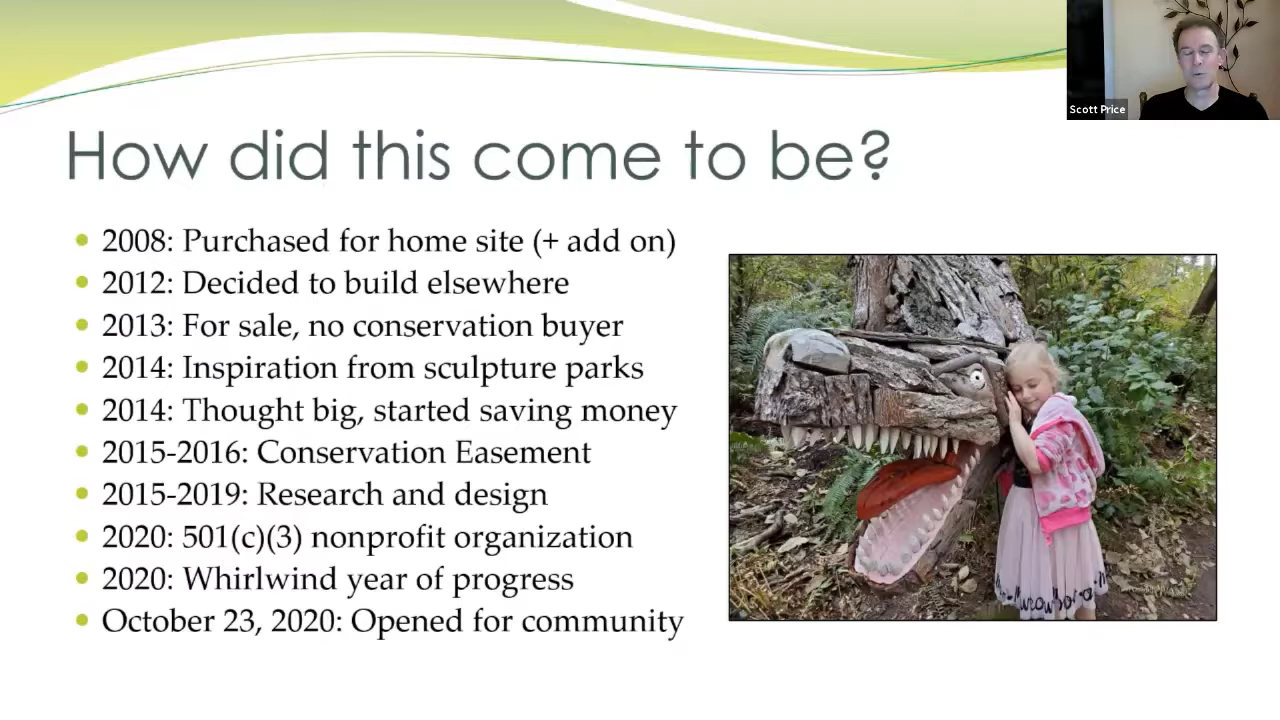 Scott Price
How did this come to be?
2008: Purchased for home site (+ add on)
2012: Decided to build elsewhere
2013: For sale, no conservation buyer
2014: Inspiration from sculpture parks
2014: Thought big, started saving money
2015-2016: Conservation Easement
2015-2019: Research and design
2020: 501(c)(3) nonprofit organization
2020: Whirlwind year of progress
October 23, 2020: Opened for community